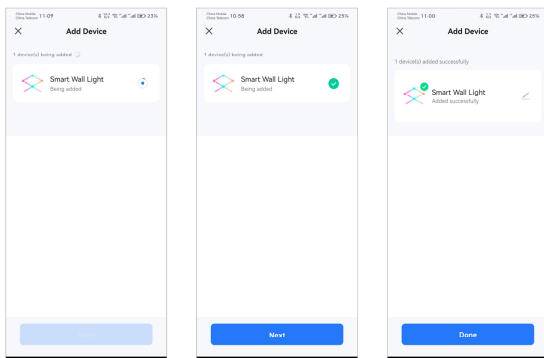 China Mobile
China Telecom 11:09
23%
Add Device
1 device(s) being added
Smart Wall Light
Being added
China Mobile
China Telecom 10:58
25%
Add Device
1 device(s) being added
Smart Wall Light
Being added
Next
China Mobile
China Telecom 11:00
25%
Add Device
1 device(s) added successfully
Smart Wall Light
Added successfully
Done